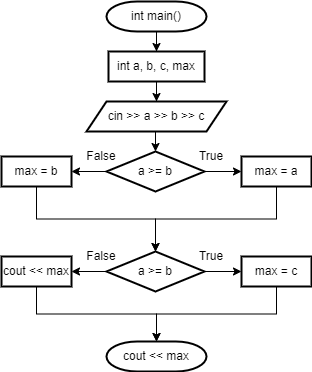 int main()
int a, b, c, max
cin >> a >> b >> c
False
True
max = b
a >= b
max = a
False
True
cout << max
a >= b
max = c
cout << max